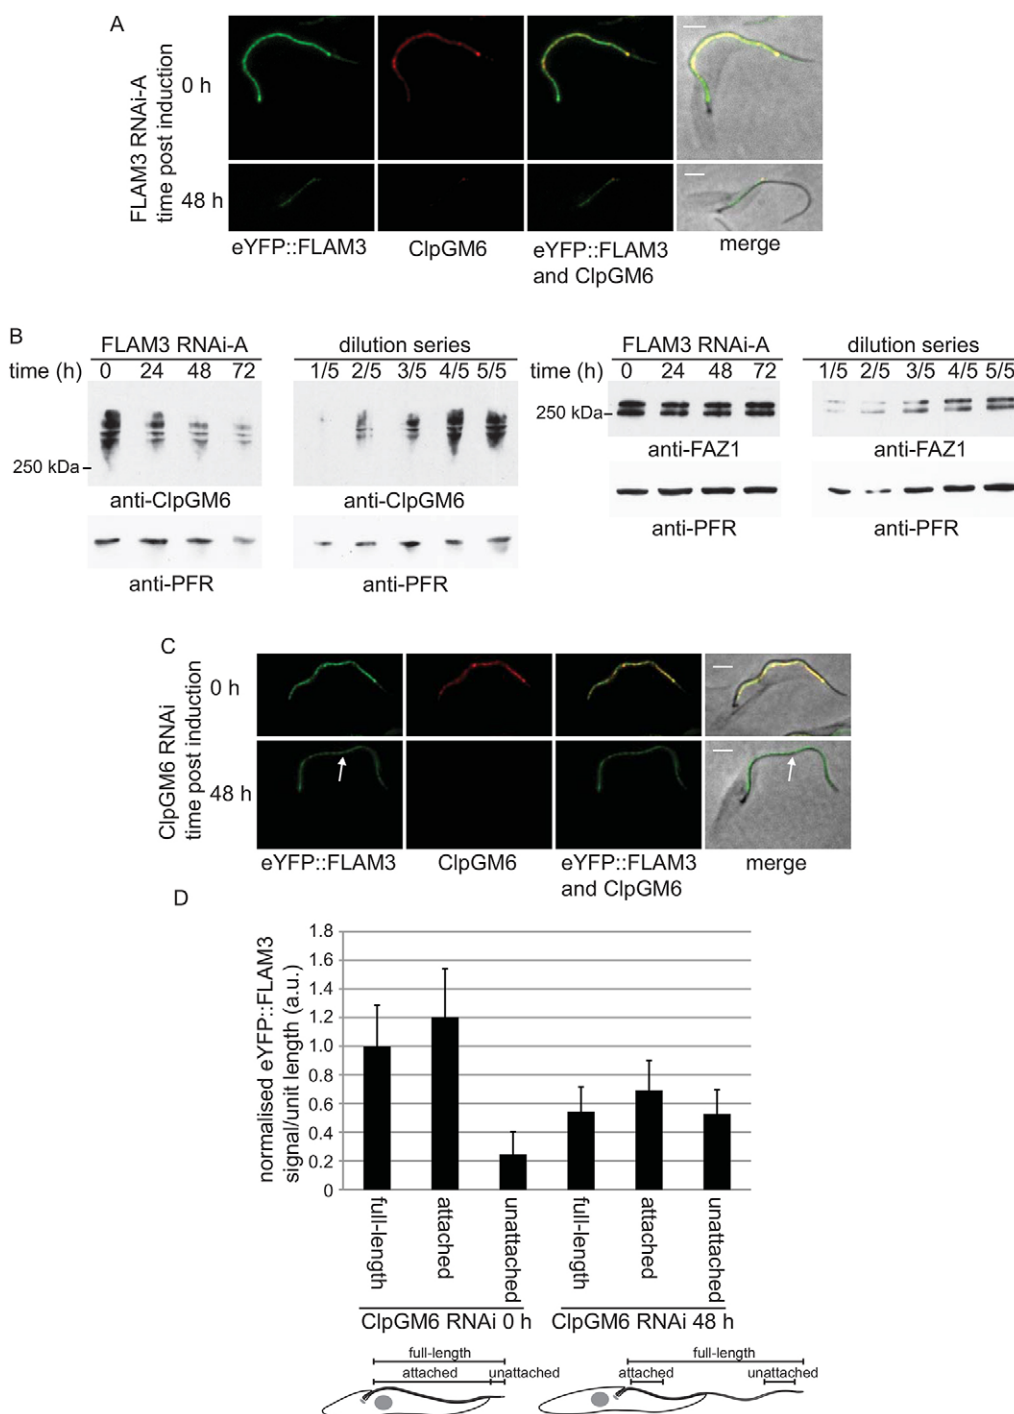 A
FLAM3 RNAi-A
time post induction
0 h
48 h
eYFP::FLAM3
ClpGM6
eYFP::FLAM3
and ClpGM6
merge
B
FLAM3 RNAi-A
time (h) 0 24 48 72
250 kDa
anti-ClpGM6
anti-PFR
dilution series
1/5 2/5 3/5 4/5 5/5
anti-ClpGM6
anti-PFR
FLAM3 RNAi-A
time (h) 0 24 48 72
250 kDa
anti-FAZ1
anti-PFR
dilution series
1/5 2/5 3/5 4/5 5/5
anti-FAZ1
anti-PFR
C
ClpGM6 RNAi
time post induction
0 h
48 h
eYFP::FLAM3
ClpGM6
eYFP::FLAM3
and ClpGM6
merge
D
normalised eYFP::FLAM3
signal/unit length (a.u.)
1.8
1.6
1.4
1.2
1.0
0.8
0.6
0.4
0.2
0
full-length
attached
unattached
full-length
attached
unattached
ClpGM6 RNAi 0 h
ClpGM6 RNAi 48 h
full-length
attached
unattached
full-length
attached
unattached